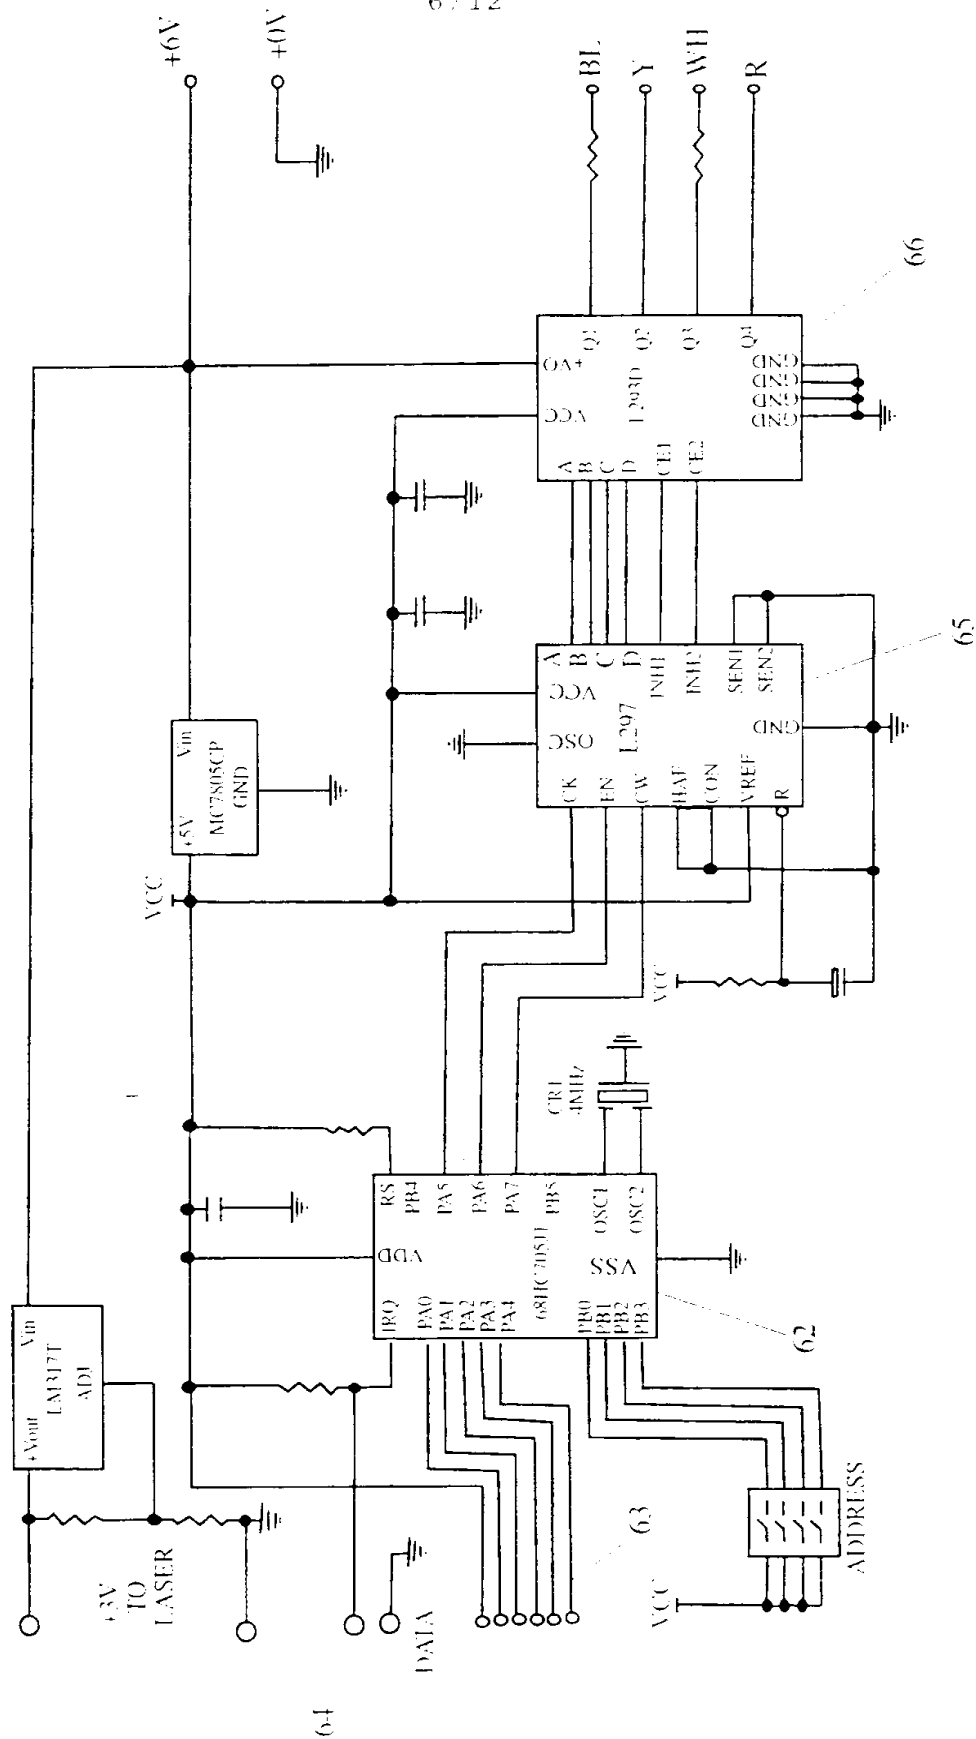 6/12
+6V
+0V
BL
Y
WH
R
66
+VO
VCC
L293D
Q1
Q2
Q3
Q4
GND
GND
GND
GND
A
B
C
D
CE1
CE2
65
A
B
C
D
INH1
INH2
SEN1
SEN2
VCC
OSC
L297
GND
CK
EN
CW
HAF
CON
VREF
R
Vin
MC7805CP
GND
+5V
VCC
VCC
CR1
4MHz
RS
PB4
PA5
PA6
PA7
PB5
OSC1
OSC2
VDD
VSS
IRQ
PA0
PA1
PA2
PA3
PA4
PB0
PB1
PB2
PB3
62
Vin
LM317T
ADJ
+Vout
+3V
TO
LASER
DATA
63
ADDRESS
VCC
64